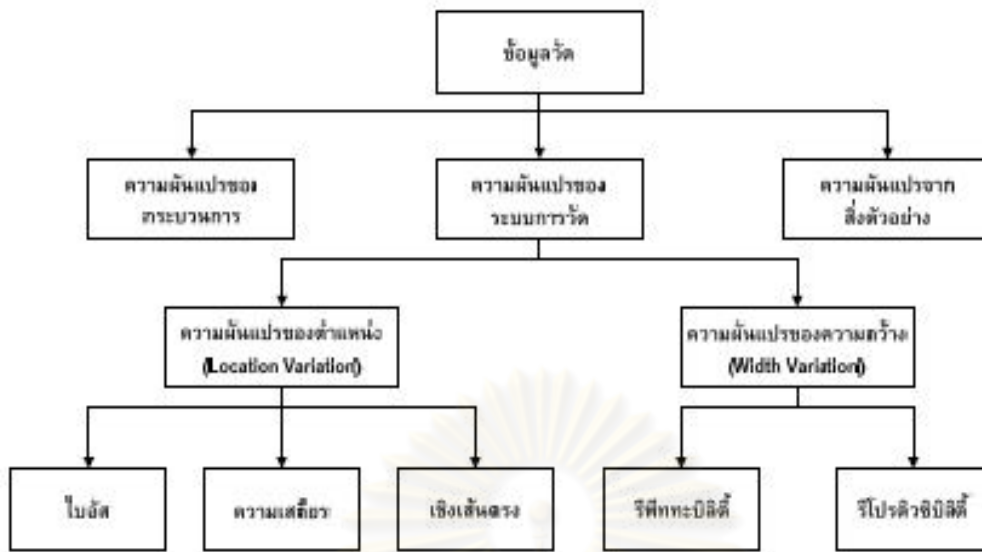 ข้อมูลวัด
ความผันแปรของ
กระบวนการ
ความผันแปรของ
ระบบการวัด
ความผันแปรจาก
สิ่งตัวอย่าง
ความผันแปรของตำแหน่ง
(Location Variation)
ความผันแปรของความกว้าง
(Width Variation)
ไบอัส
ความเสถียร
เชิงเส้นตรง
รีพีททะบิลิตี้
รีโปรดิวซิบิลิตี้